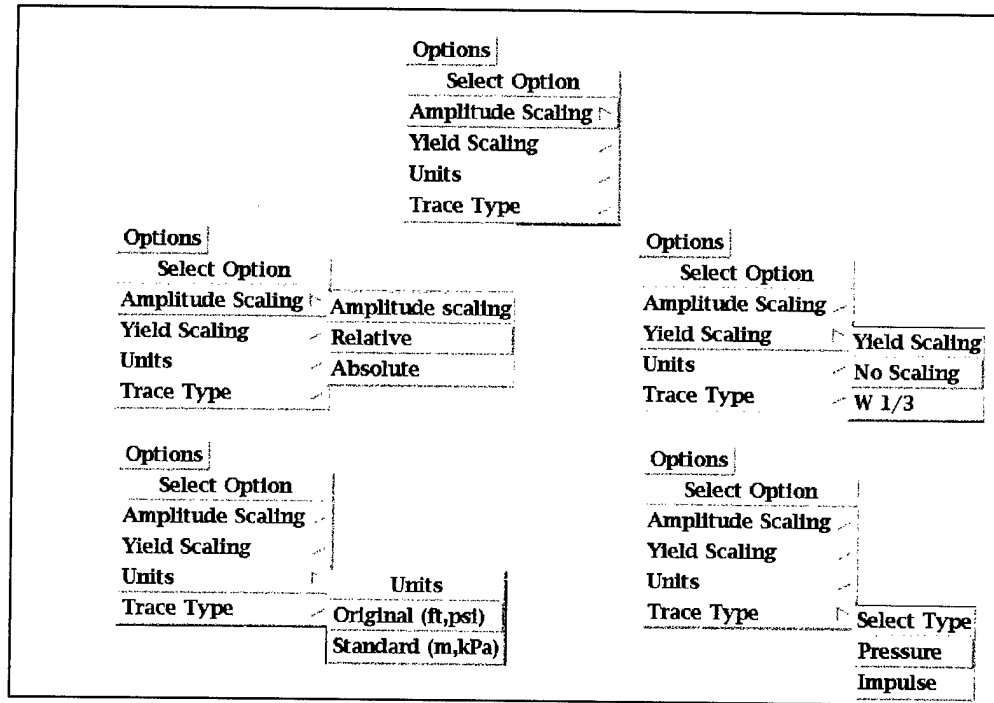 Options
Select Option
Amplitude Scaling
Yield Scaling
Units
Trace Type
Options
Select Option
Amplitude Scaling
Yield Scaling
Units
Trace Type
Amplitude scaling
Relative
Absolute
Options
Select Option
Amplitude Scaling
Yield Scaling
Units
Trace Type
Yield Scaling
No Scaling
W 1/3
Options
Select Option
Amplitude Scaling
Yield Scaling
Units
Trace Type
Units
Original (ft,psi)
Standard (m,kPa)
Options
Select Option
Amplitude Scaling
Yield Scaling
Units
Trace Type
Select Type
Pressure
Impulse